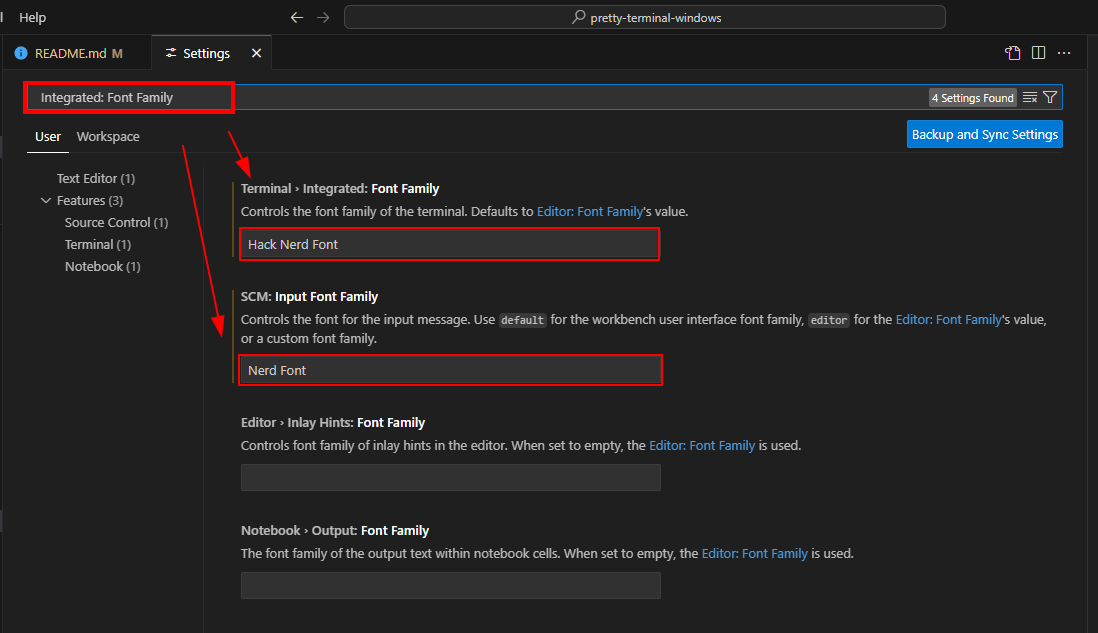 Help
pretty-terminal-windows
README.md M
Settings
Integrated: Font Family
4 Settings Found
User Workspace
Backup and Sync Settings
Text Editor (1)
Features (3)
Source Control (1)
Terminal (1)
Notebook (1)
Terminal › Integrated: Font Family
Controls the font family of the terminal. Defaults to Editor: Font Family's value.
Hack Nerd Font
SCM: Input Font Family
Controls the font for the input message. Use default for the workbench user interface font family, editor for the Editor: Font Family's value,
or a custom font family.
Nerd Font
Editor › Inlay Hints: Font Family
Controls font family of inlay hints in the editor. When set to empty, the Editor: Font Family is used.
Notebook › Output: Font Family
The font family of the output text within notebook cells. When set to empty, the Editor: Font Family is used.